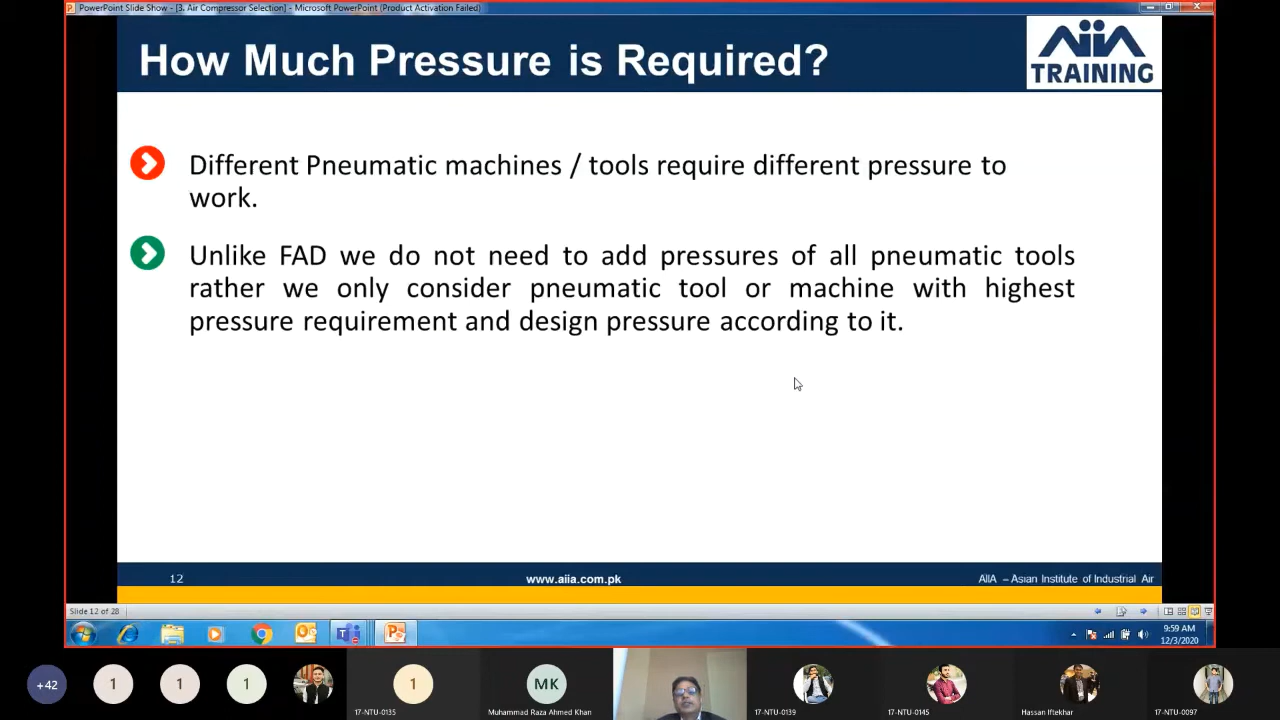 PowerPoint Slide Show - [3. Air Compressor Selection] - Microsoft PowerPoint (Product Activation Failed)
How Much Pressure is Required?
AiiA
TRAINING
Different Pneumatic machines / tools require different pressure to
work.
Unlike FAD we do not need to add pressures of all pneumatic tools
rather we only consider pneumatic tool or machine with highest
pressure requirement and design pressure according to it.
12
www.aiia.com.pk
AIIA – Asian Institute of Industrial Air
Slide 12 of 28
9:59 AM
12/3/2020
+42
1
1
1
1
MK
17-NTU-0135
Muhammad Raza Ahmed Khan
17-NTU-0139
17-NTU-0145
Hassan Iftekhar
17-NTU-0097